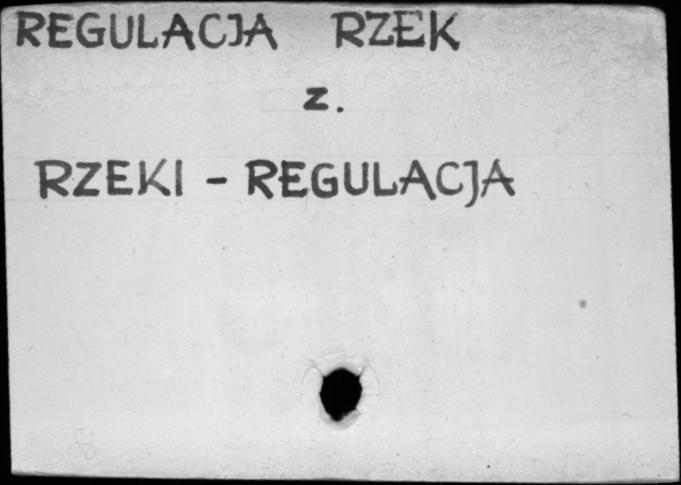 REGULACJA RZEK
z.
RZEKI - REGULACJA